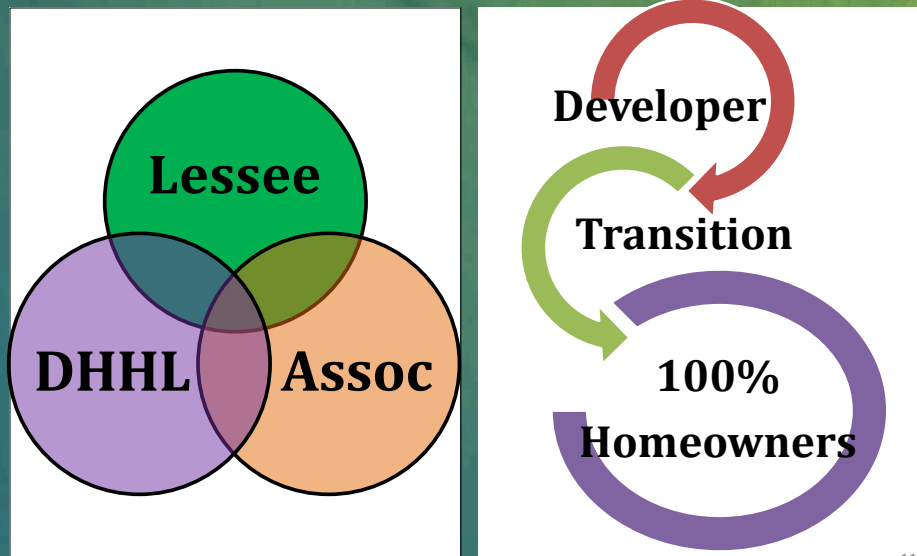 Lessee
DHHL
Assoc
Developer
Transition
100%
Homeowners